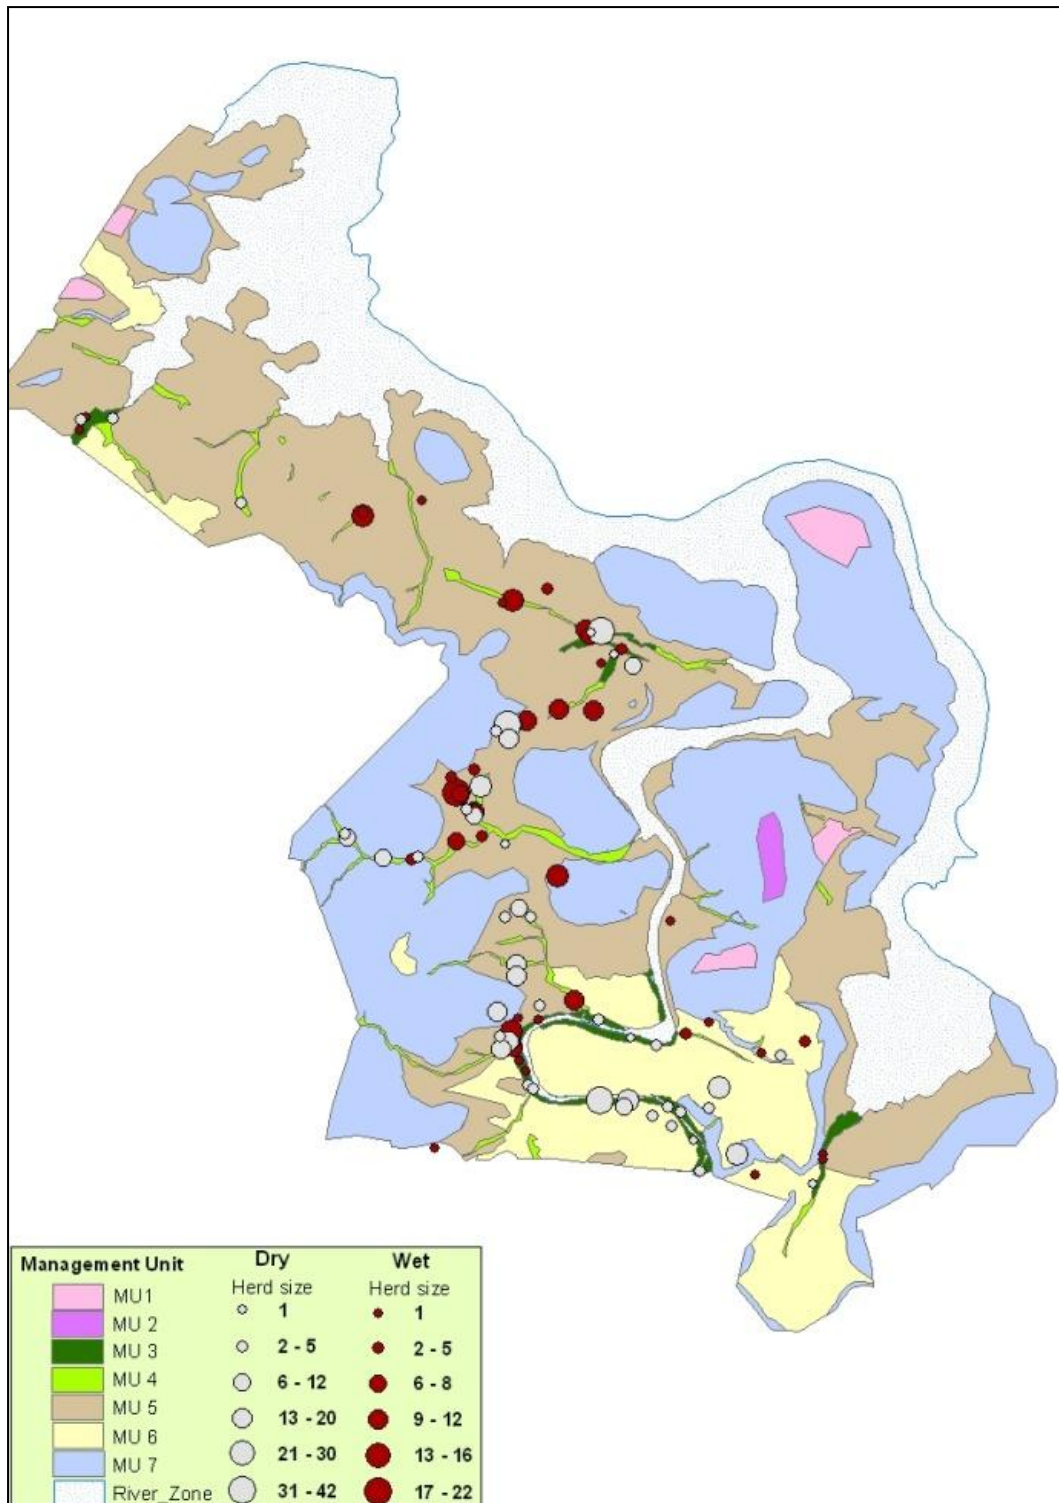 Management Unit
MU1
MU 2
MU 3
MU 4
MU 5
MU 6
MU 7
River_Zone
Dry
Herd size
1
2 - 5
6 - 12
13 - 20
21 - 30
31 - 42
Wet
Herd size
1
2 - 5
6 - 8
9 - 12
13 - 16
17 - 22